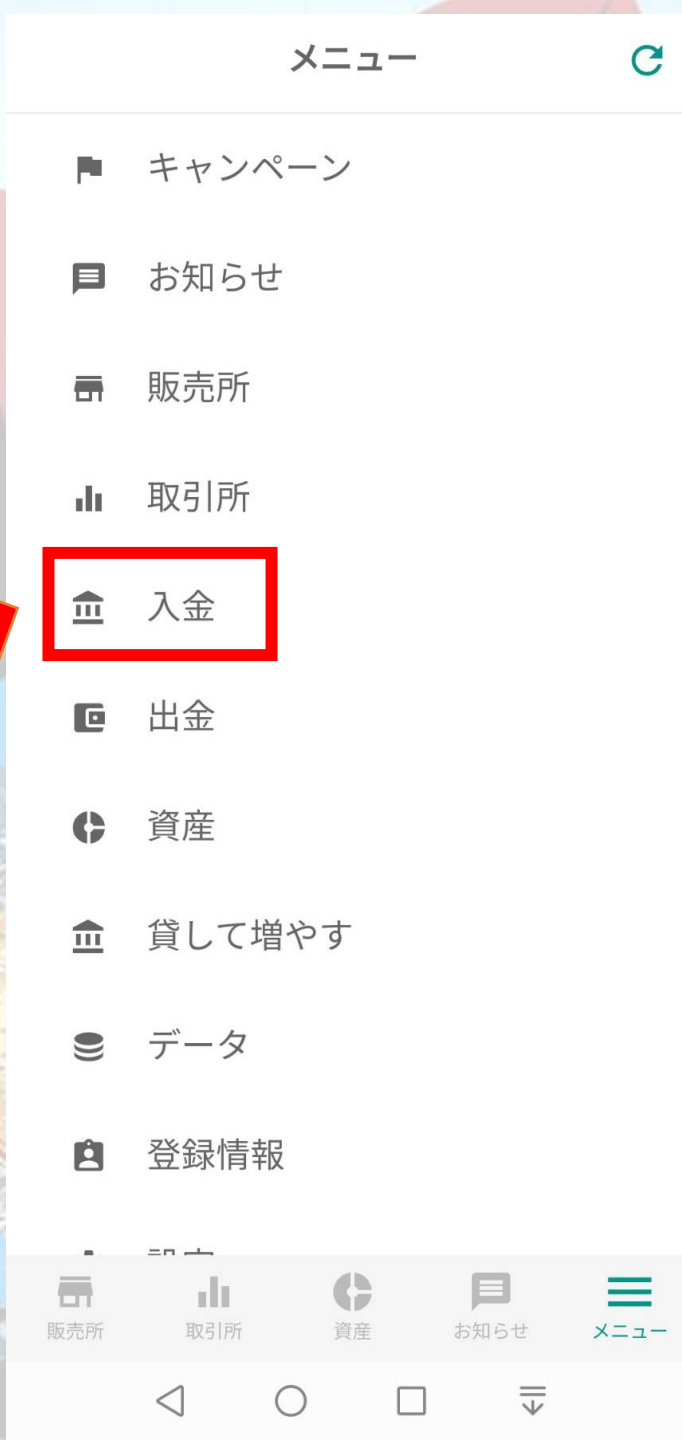 メニュー
キャンペーン
お知らせ
販売所
取引所
入金
出金
資産
貸して増やす
データ
登録情報
販売所
取引所
資産
お知らせ
メニュー